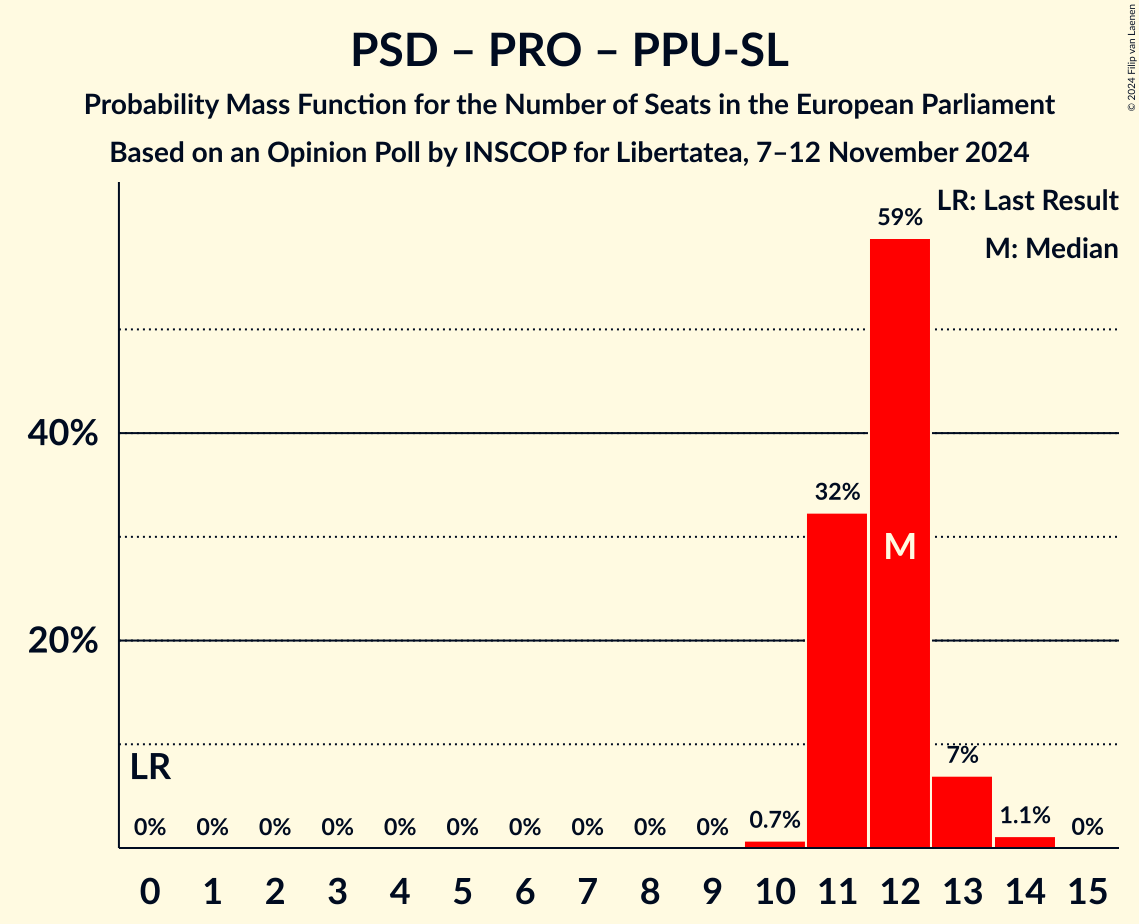 PSD – PRO – PPU-SL
Probability Mass Function for the Number of Seats in the European Parliament
Based on an Opinion Poll by INSCOP for Libertatea, 7–12 November 2024
© 2024 Filip van Laenen
LR: Last Result
M: Median
59%
40%
32%
M
20%
LR
7%
0% 0% 0% 0% 0% 0% 0% 0% 0% 0% 0.7% 1.1% 0%
0 1 2 3 4 5 6 7 8 9 10 11 12 13 14 15